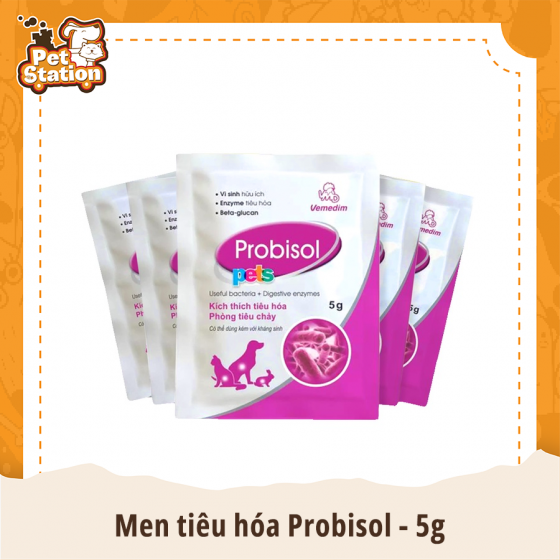 Pet
Station
• Vi sinh hữu ích
• Enzyme tiêu hóa
• Beta-glucan
Vemedim
Probisol
pets
Useful bacteria + Digestive enzymes
Kích thích tiêu hóa
Phòng tiêu chảy
Có thể dùng kèm với kháng sinh
5g
5g
Men tiêu hóa Probisol - 5g